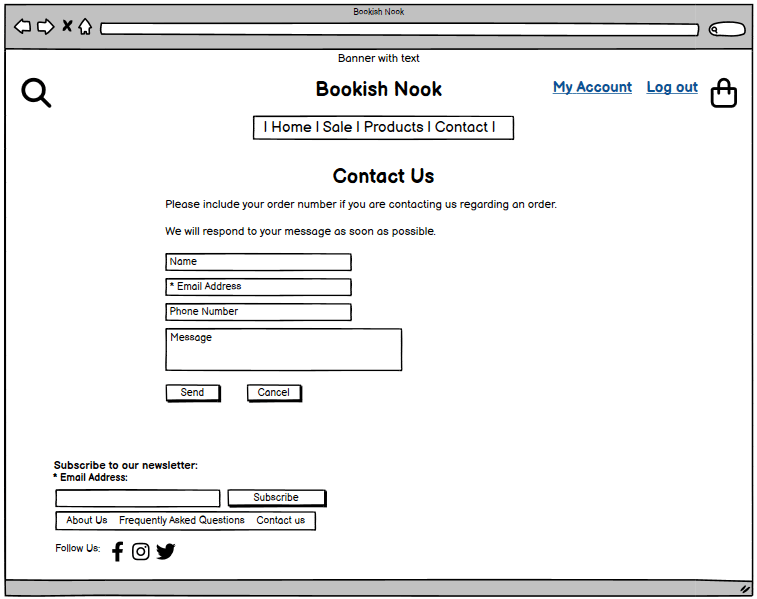 Bookish Nook
Banner with text
Bookish Nook
My Account Log out
| Home | Sale | Products | Contact |
Contact Us
Please include your order number if you are contacting us regarding an order.
We will respond to your message as soon as possible.
Name
* Email Address
Phone Number
Message
Send Cancel
Subscribe to our newsletter:
* Email Address:
Subscribe
About Us Frequently Asked Questions Contact us
Follow Us: